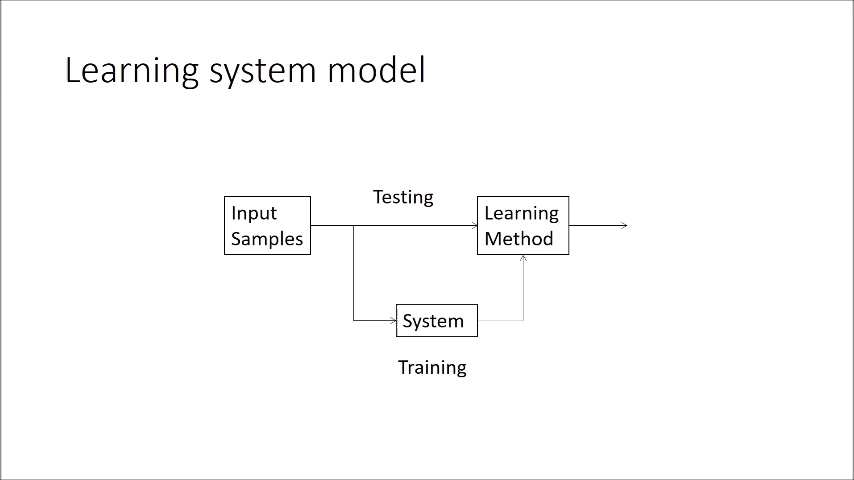 Learning system model
Testing
Input
Samples
Learning
Method
System
Training